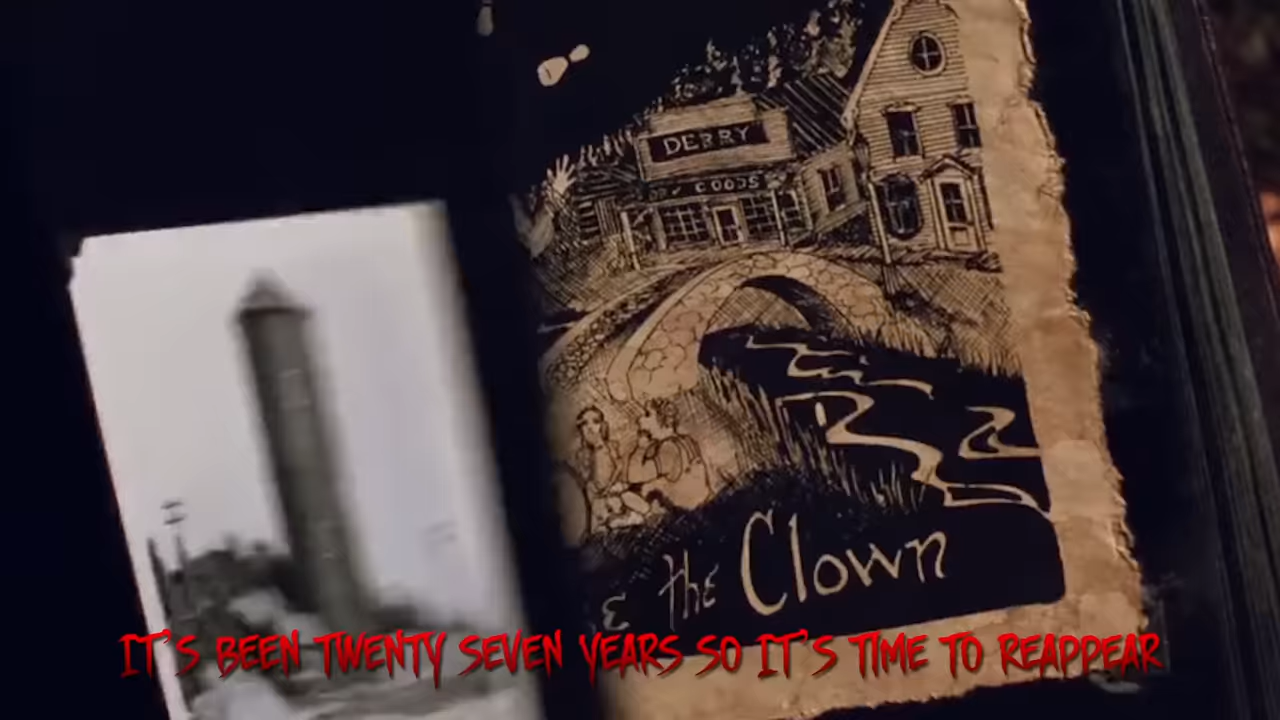 DERRY
GOODS
the Clown
IT'S BEEN TWENTY SEVEN YEARS SO IT'S TIME TO REAPPEAR